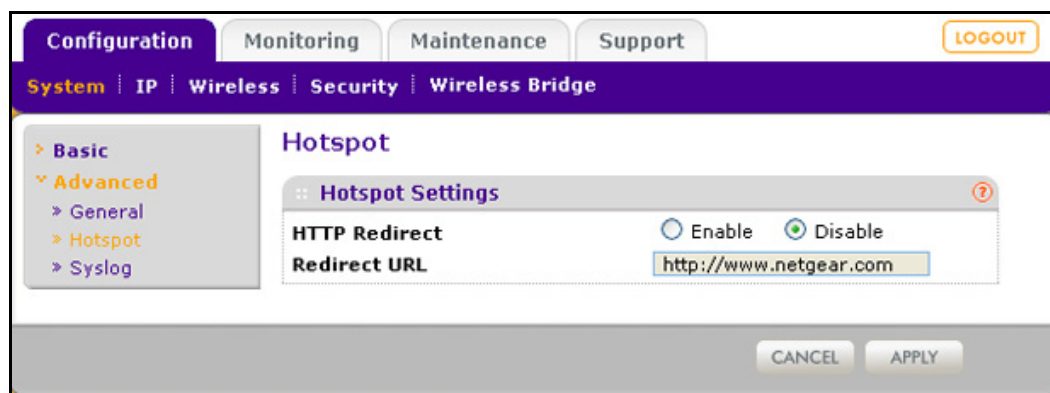 Configuration Monitoring Maintenance Support LOGOUT
System IP Wireless Security Wireless Bridge
Basic
Advanced
» General
» Hotspot
» Syslog
Hotspot
Hotspot Settings ?
HTTP Redirect Enable Disable
Redirect URL http://www.netgear.com
CANCEL APPLY